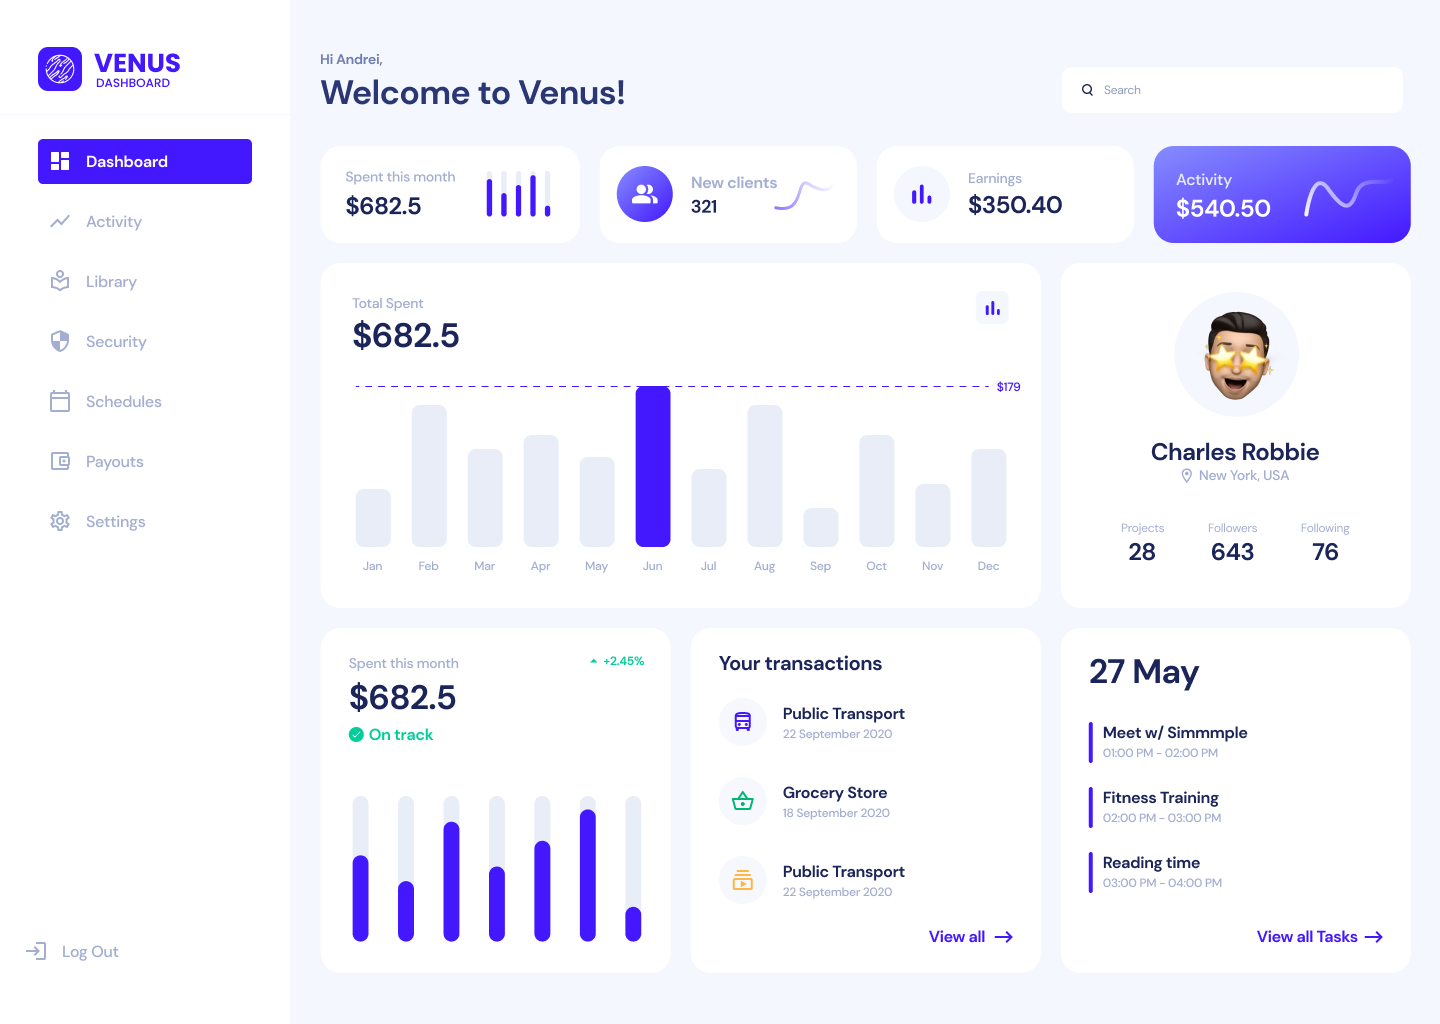 VENUS
DASHBOARD
Dashboard
Activity
Library
Security
Schedules
Payouts
Settings
Log Out
Hi Andrei,
Welcome to Venus!
Search
Spent this month
$682.5
New clients
321
Earnings
$350.40
Activity
$540.50
Total Spent
$682.5
$179
Jan Feb Mar Apr May Jun Jul Aug Sep Oct Nov Dec
Charles Robbie
New York, USA
Projects Followers Following
28 643 76
Spent this month
+2.45%
$682.5
On track
Your transactions
Public Transport
22 September 2020
Grocery Store
18 September 2020
Public Transport
22 September 2020
View all
27 May
Meet w/ Simmmple
01:00 PM - 02:00 PM
Fitness Training
02:00 PM - 03:00 PM
Reading time
03:00 PM - 04:00 PM
View all Tasks